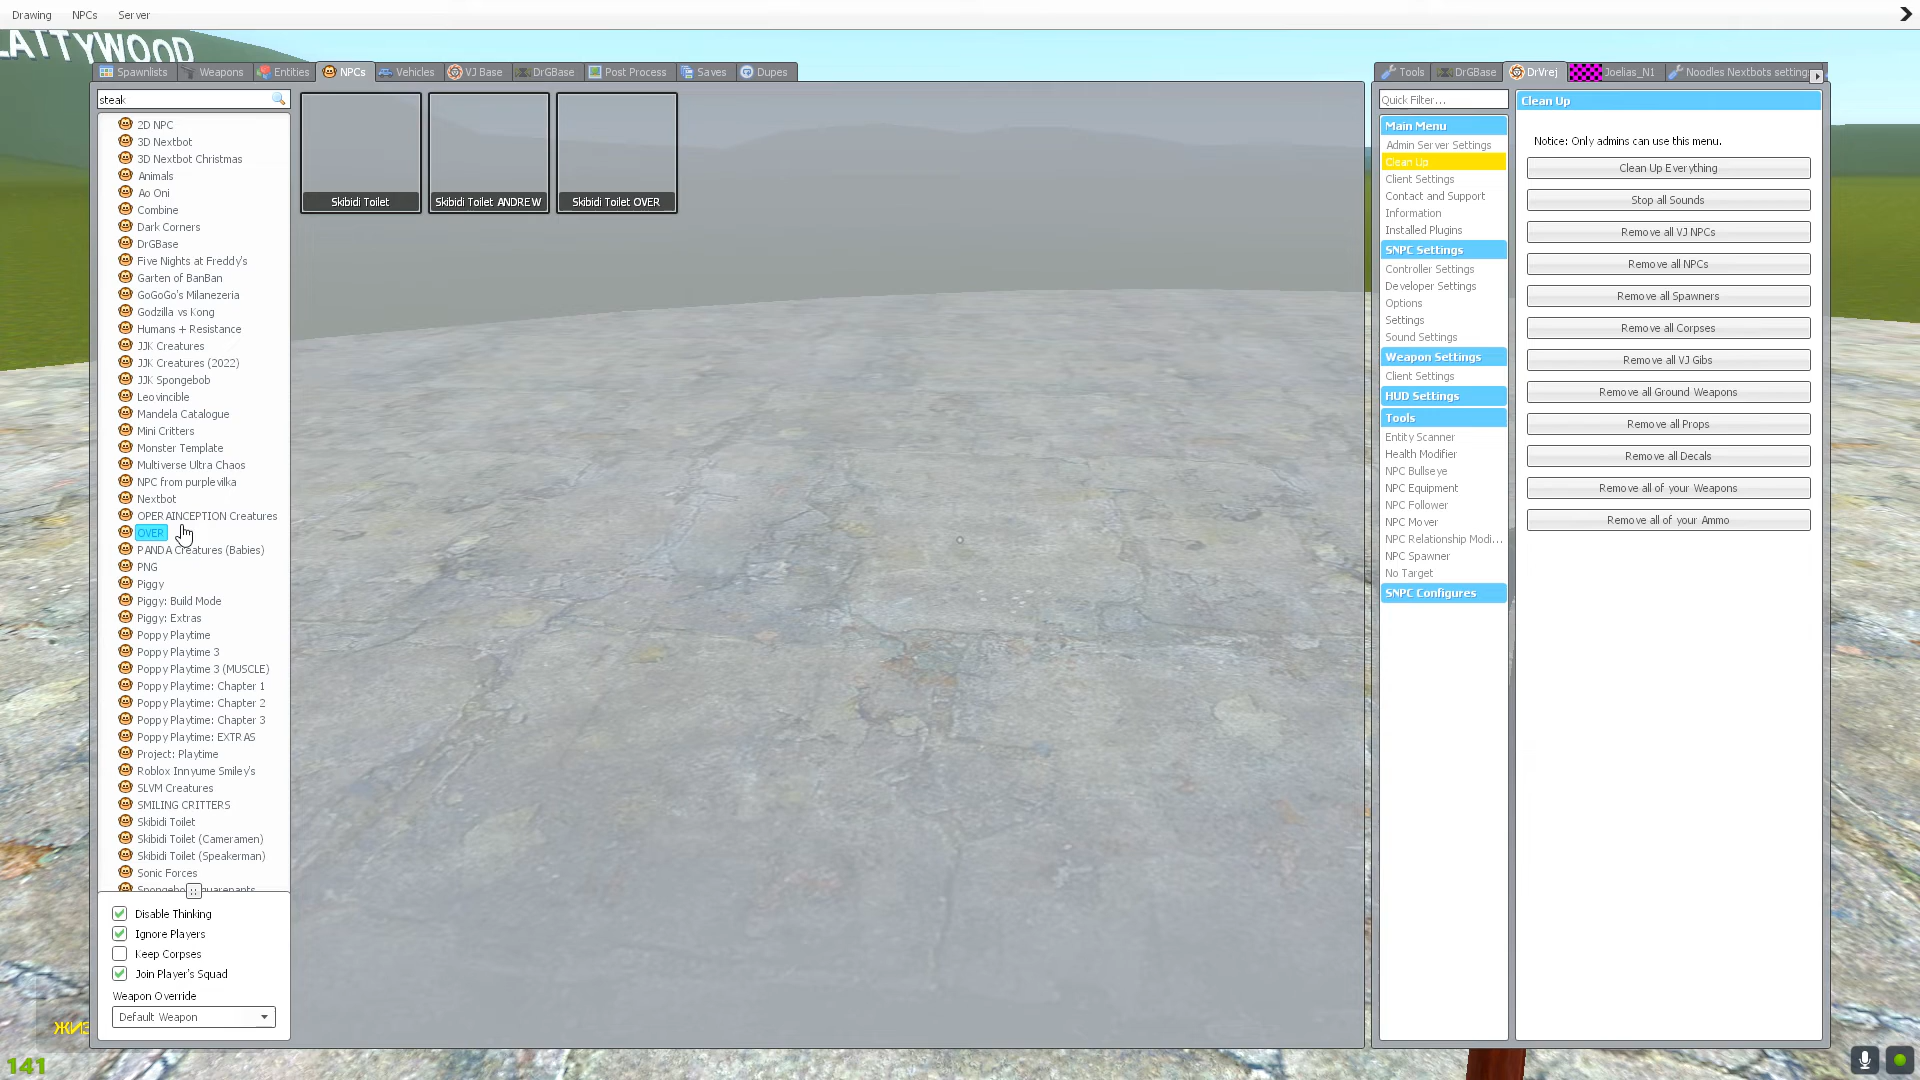 Drawing NPCs Server
LATTYWOOD
Spawnlists Weapons Entities NPCs Vehicles VJ Base DrGBase Post Process Saves Dupes
Tools DrGBase DrVrej Joelias_N1 Noodles Nextbots setting
steak
2D NPC
3D Nextbot
3D Nextbot Christmas
Animals
Ao Oni
Combine
Dark Corners
DrGBase
Five Nights at Freddy's
Garten of BanBan
GoGoGo's Milanezeria
Godzilla vs Kong
Humans + Resistance
JJK Creatures
JJK Creatures (2022)
JJK Spongebob
Leovincible
Mandela Catalogue
Mini Critters
Monster Template
Multiverse Ultra Chaos
NPC from purplevilka
Nextbot
OPERAINCEPTION Creatures
OVER
PANDA Creatures (Babies)
PNG
Piggy
Piggy: Build Mode
Piggy: Extras
Poppy Playtime
Poppy Playtime 3
Poppy Playtime 3 (MUSCLE)
Poppy Playtime: Chapter 1
Poppy Playtime: Chapter 2
Poppy Playtime: Chapter 3
Poppy Playtime: EXTRAS
Project: Playtime
Roblox Innyume Smiley's
SLVM Creatures
SMILING CRITTERS
Skibidi Toilet
Skibidi Toilet (Cameramen)
Skibidi Toilet (Speakerman)
Sonic Forces
Disable Thinking
Ignore Players
Keep Corpses
Join Player's Squad
Weapon Override
Default Weapon
Skibidi Toilet
Skibidi Toilet ANDREW
Skibidi Toilet OVER
Quick Filter...
Main Menu
Admin Server Settings
Clean Up
Client Settings
Contact and Support
Information
Installed Plugins
SNPC Settings
Controller Settings
Developer Settings
Options
Settings
Sound Settings
Weapon Settings
Client Settings
HUD Settings
Tools
Entity Scanner
Health Modifier
NPC Bullseye
NPC Equipment
NPC Follower
NPC Mover
NPC Relationship Modi...
NPC Spawner
No Target
SNPC Configures
Clean Up
Notice: Only admins can use this menu.
Clean Up Everything
Stop all Sounds
Remove all VJ NPCs
Remove all NPCs
Remove all Spawners
Remove all Corpses
Remove all VJ Gibs
Remove all Ground Weapons
Remove all Props
Remove all Decals
Remove all of your Weapons
Remove all of your Ammo
ЖИЗ
141